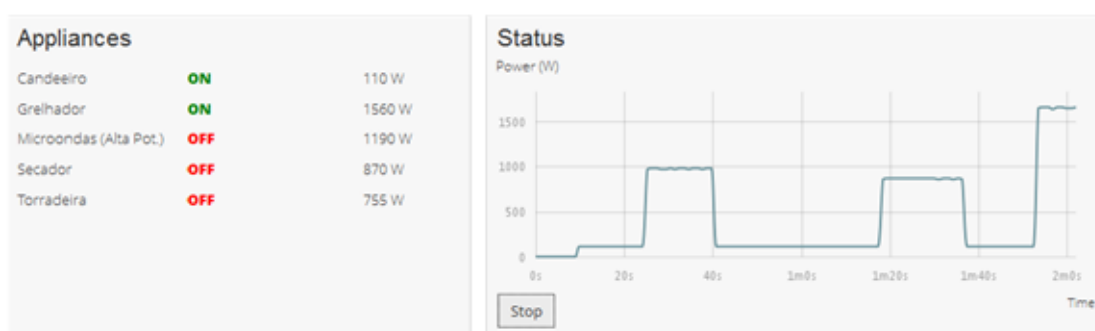 Appliances
Candeeiro ON 110 W
Grelhador ON 1560 W
Microondas (Alta Pot.) OFF 1190 W
Secador OFF 870 W
Torradeira OFF 755 W
Status
Power (W)
1500
1000
500
0
0s 20s 40s 1m0s 1m20s 1m40s 2m0s
Time
Stop